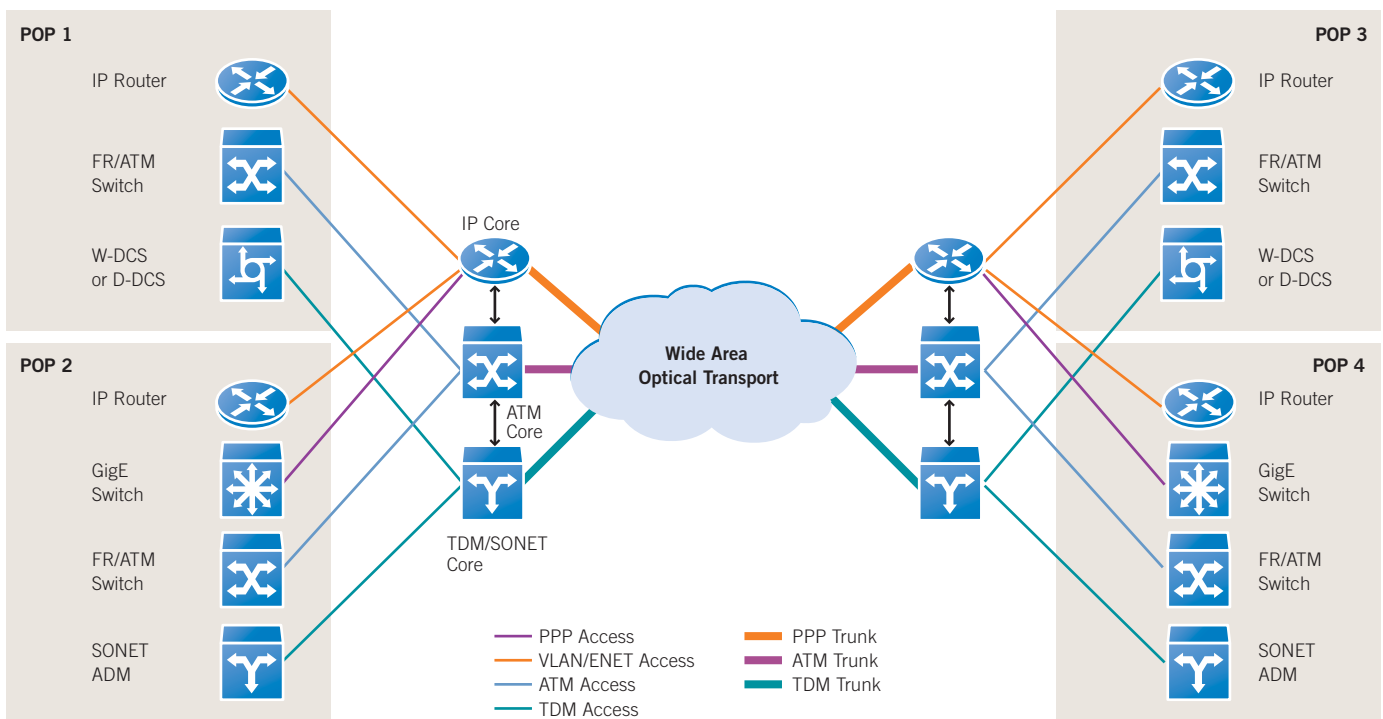 POP 1
IP Router
FR/ATM
Switch
W-DCS
or D-DCS
POP 2
IP Router
GigE
Switch
FR/ATM
Switch
SONET
ADM
IP Core
ATM
Core
TDM/SONET
Core
Wide Area
Optical Transport
POP 3
IP Router
FR/ATM
Switch
W-DCS
or D-DCS
POP 4
IP Router
GigE
Switch
FR/ATM
Switch
SONET
ADM
PPP Access
VLAN/ENET Access
ATM Access
TDM Access
PPP Trunk
ATM Trunk
TDM Trunk